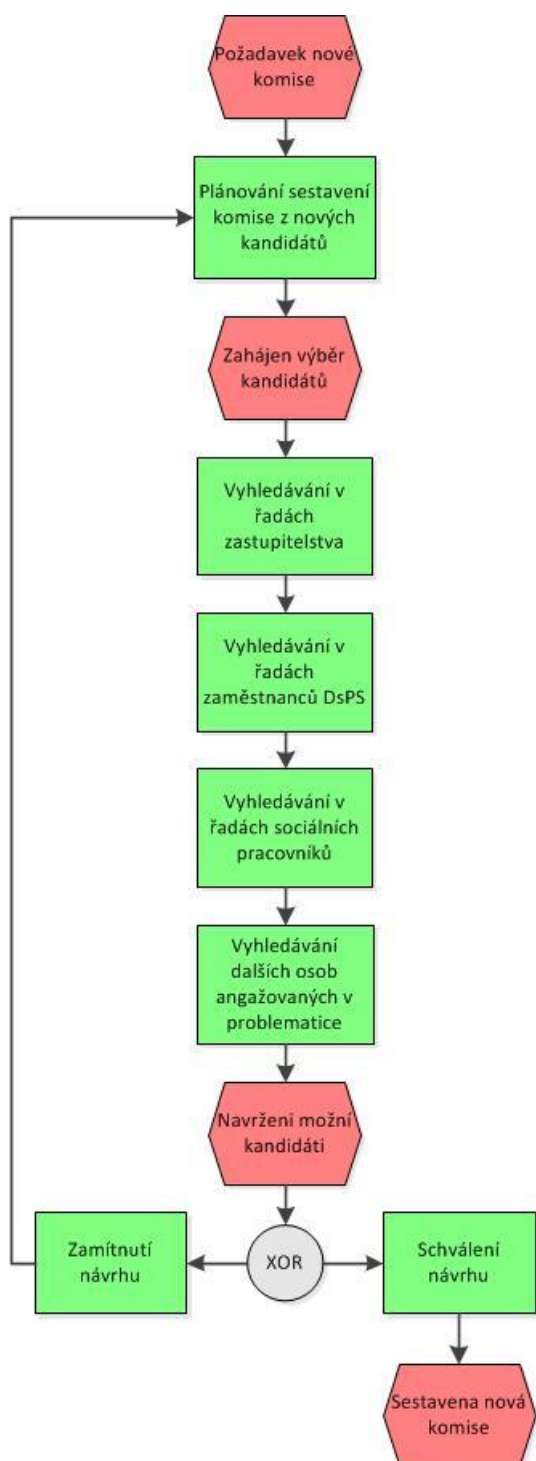 Požadavek nové
komise
Plánování sestavení
komise z nových
kandidátů
Zahájen výběr
kandidátů
Vyhledávání v
řadách
zastupitelstva
Vyhledávání v
řadách
zaměstnanců DsPS
Vyhledávání v
řadách sociálních
pracovníků
Vyhledávání
dalších osob
angažovaných v
problematice
Navrženi možní
kandidáti
Zamítnutí
návrhu
XOR
Schválení
návrhu
Sestavena nová
komise